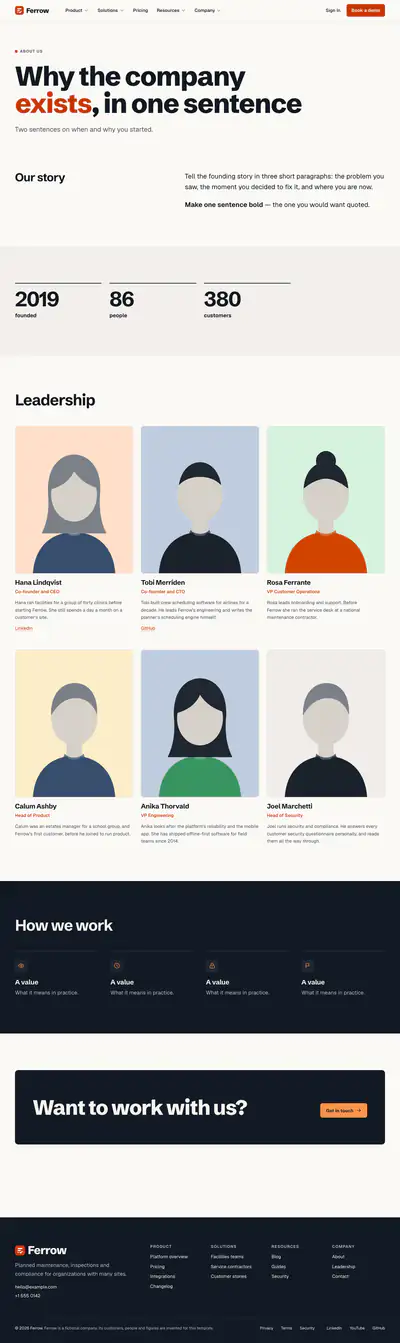 Ferrow
Product
Solutions
Pricing
Resources
Company
Sign In
Book a demo
ABOUT US
Why the company
exists, in one sentence
Two sentences on when and why you started.
Our story
Tell the founding story in three short paragraphs: the problem you
saw, the moment you decided to fix it, and where you are now.
Make one sentence bold — the one you would want quoted.
2019
founded
86
people
380
customers
Leadership
Hana Lindqvist
Co-founder and CEO
Hana ran facilities for a group of forty clinics before
starting Ferrow. She still spends a day a month on a
customer's site.
LinkedIn
Tobi Merriden
Co-founder and CTO
Tobi built crew-scheduling software for airlines for a
decade. He leads Ferrow's engineering and writes the
planner's scheduling engine himself.
GitHub
Rosa Ferrante
VP Customer Operations
Rosa leads onboarding and support. Before
Ferrow she ran the service desk at a national
maintenance contractor.
Calum Ashby
Head of Product
Calum was an estates manager for a school group, and
Ferrow's first customer, before he joined to run product.
Anika Thorvald
VP Engineering
Anika looks after the platform's reliability and the mobile
app. She has shipped offline-first software for field
teams since 2014.
Joel Marchetti
Head of Security
Joel runs security and compliance. He answers every
customer security questionnaire personally, and reads
them all the way through.
How we work
A value
What it means in practice.
A value
What it means in practice.
A value
What it means in practice.
A value
What it means in practice.
Want to work with us?
Get in touch →
Ferrow
Planned maintenance, inspections and
compliance for organizations with many sites.
hello@example.com
+1 555 0142
PRODUCT
Platform overview
Pricing
Integrations
Changelog
SOLUTIONS
Facilities teams
Service contractors
Customer stories
RESOURCES
Blog
Guides
Security
COMPANY
About
Leadership
Contact
© 2026 Ferrow. Ferrow is a fictional company. Its customers, people and figures are invented for this template.
Privacy
Terms
Security
LinkedIn
YouTube
GitHub